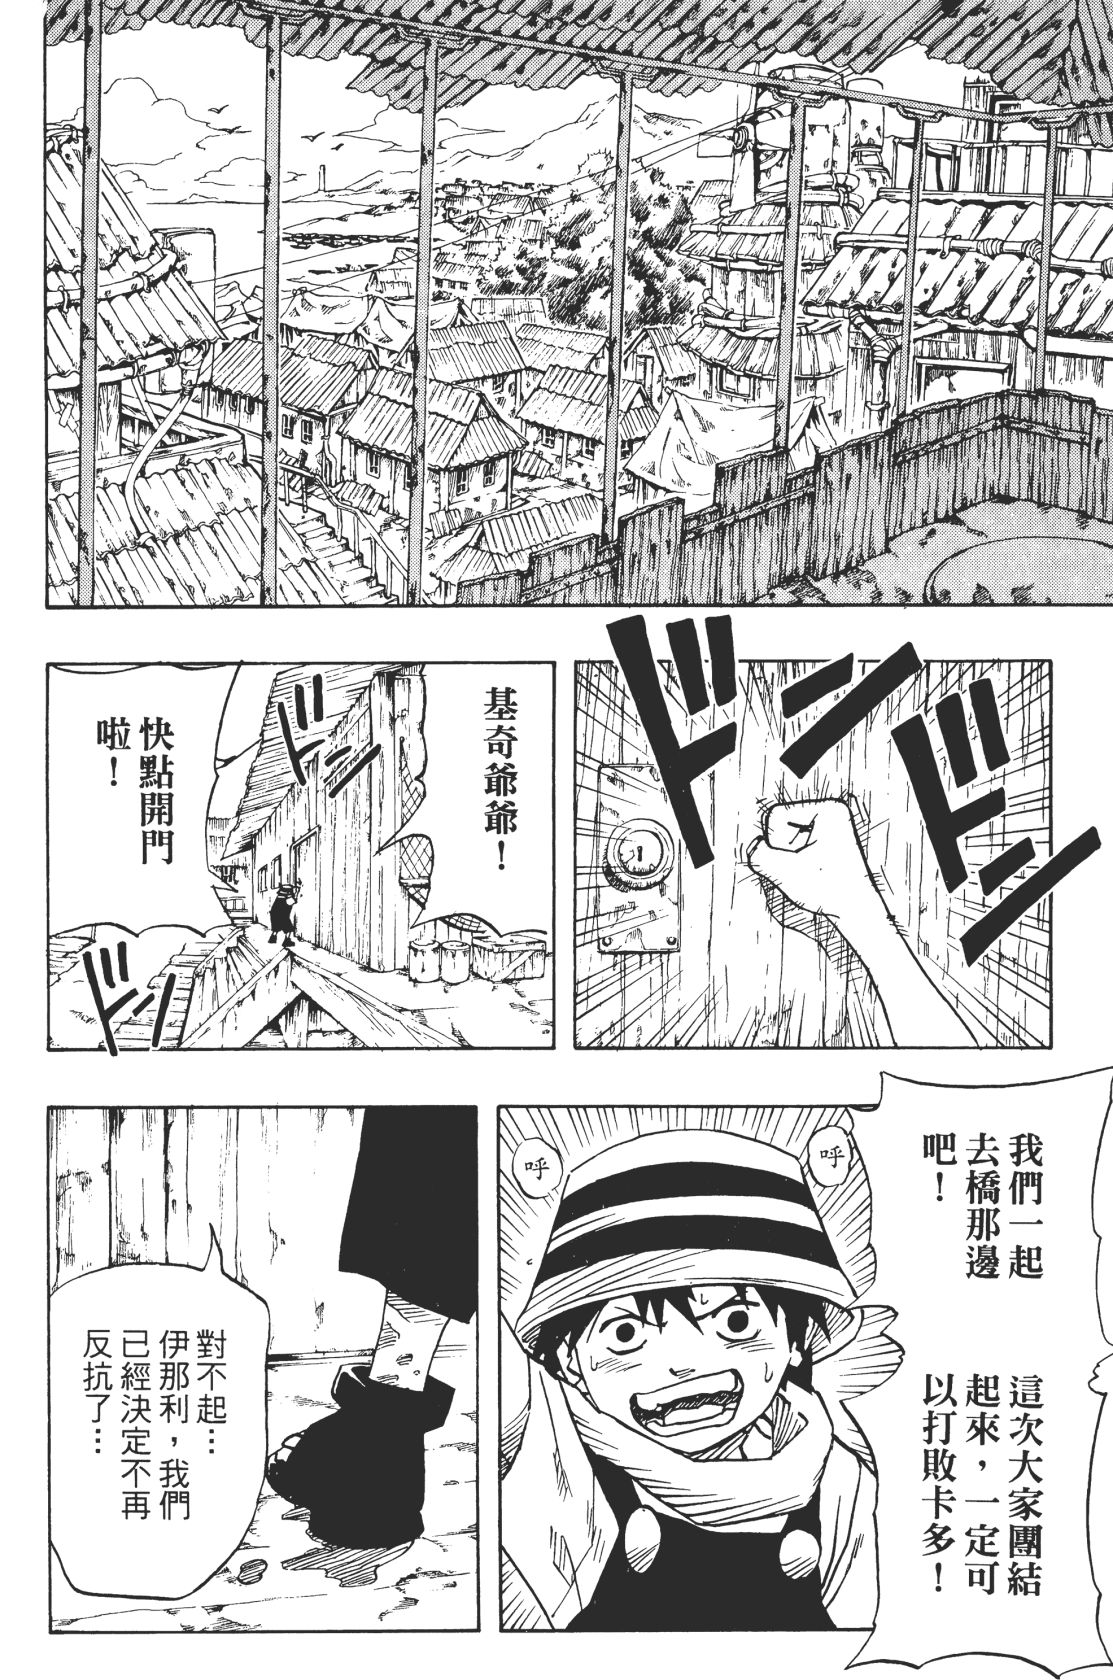 ドンドン
基奇爺爺！
ドン
快點開門
啦！
ドン
我們一起
去橋那邊
吧！
這次大家團結
起來，一定可
以打敗卡多！
呼
呼
對不起…
伊那利，我們
已經決定不再
反抗了…